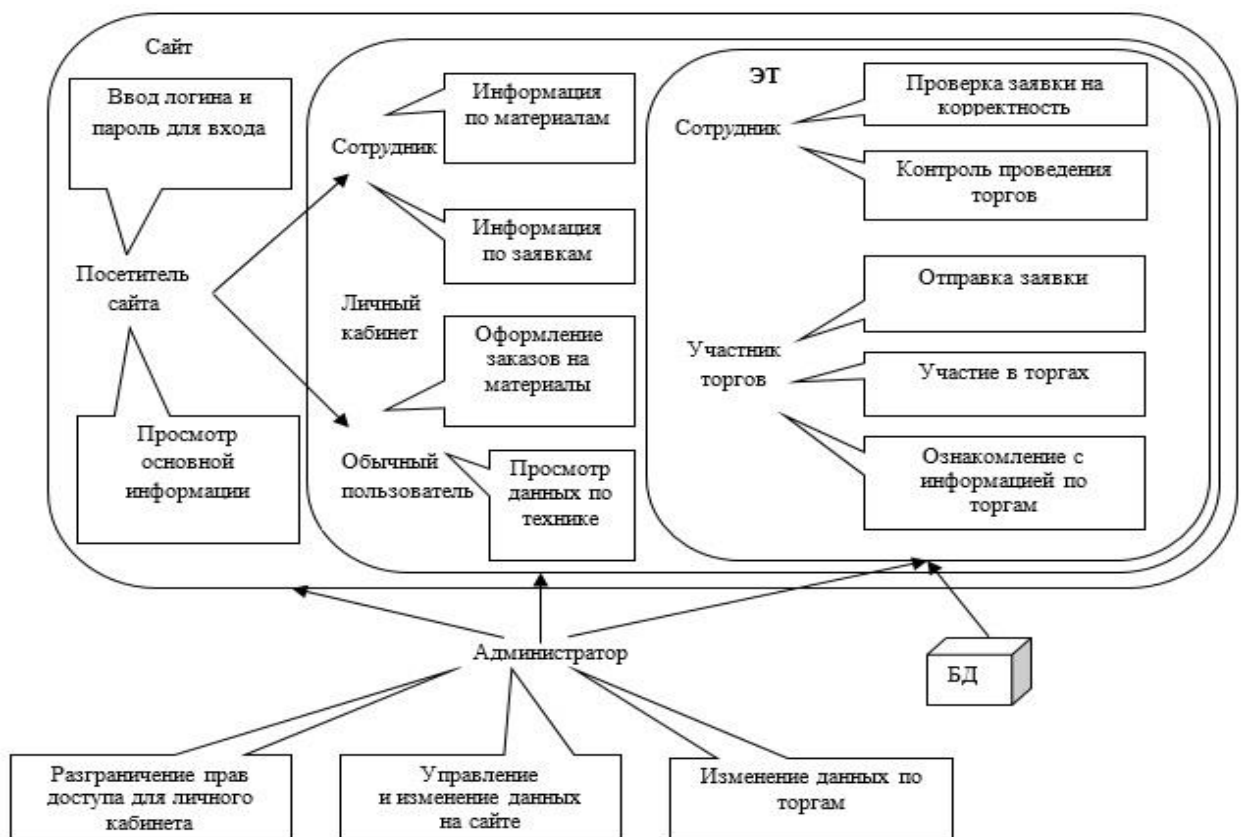 Сайт
Ввод логина и
пароль для входа
Посетитель
сайта
Просмотр
основной
информации
Информация
по материалам
Сотрудник
Информация
по заявкам
Личный
кабинет
Оформление
заказов на
материалы
Обычный
пользователь
Просмотр
данных по
технике
ЭТ
Проверка заявки на
корректность
Сотрудник
Контроль проведения
торгов
Отправка заявки
Участник
торгов
Участие в торгах
Ознакомление с
информацией по
торгам
Администратор
БД
Разграничение прав
доступа для личного
кабинета
Управление
и изменение данных
на сайте
Изменение данных по
торгам